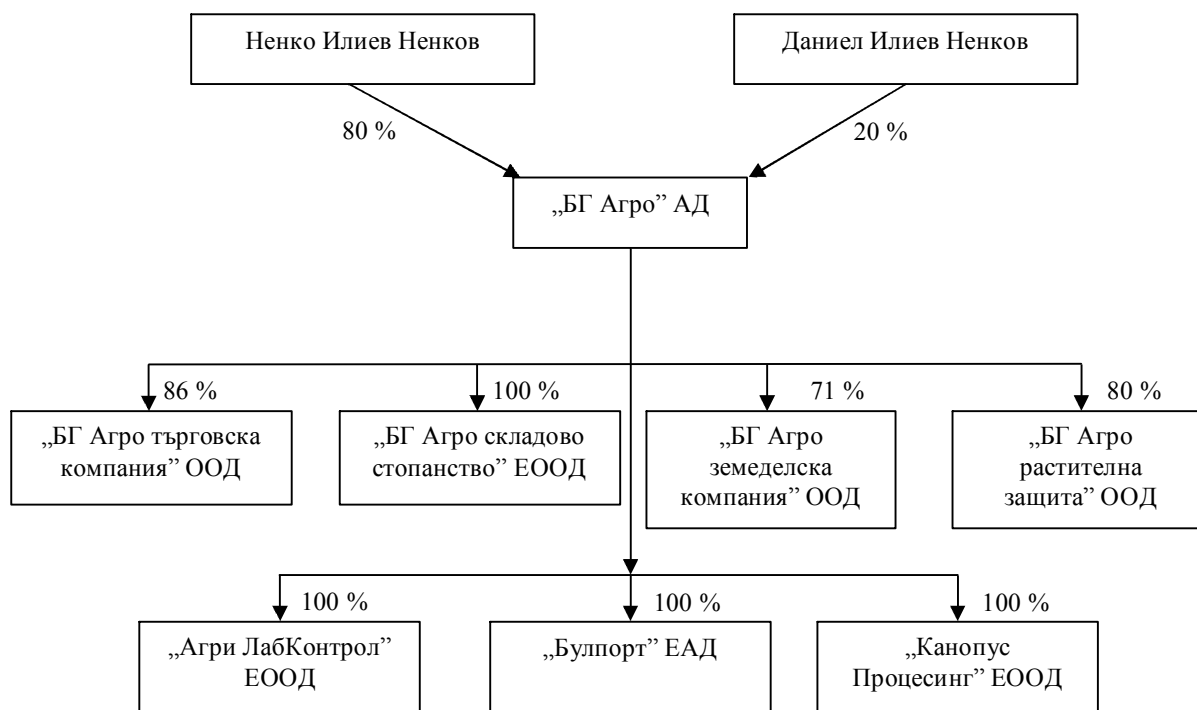 Ненко Илиев Ненков
Даниел Илиев Ненков
80 %
20 %
„БГ Агро” АД
86 %
100 %
71 %
80 %
„БГ Агро търговска
компания” ООД
„БГ Агро складово
стопанство” ЕООД
„БГ Агро
земеделска
компания” ООД
„БГ Агро
растителна
защита” ООД
100 %
100 %
100 %
„Агри ЛабКонтрол”
ЕООД
„Булпорт” ЕАД
„Канопус
Процесинг” ЕООД